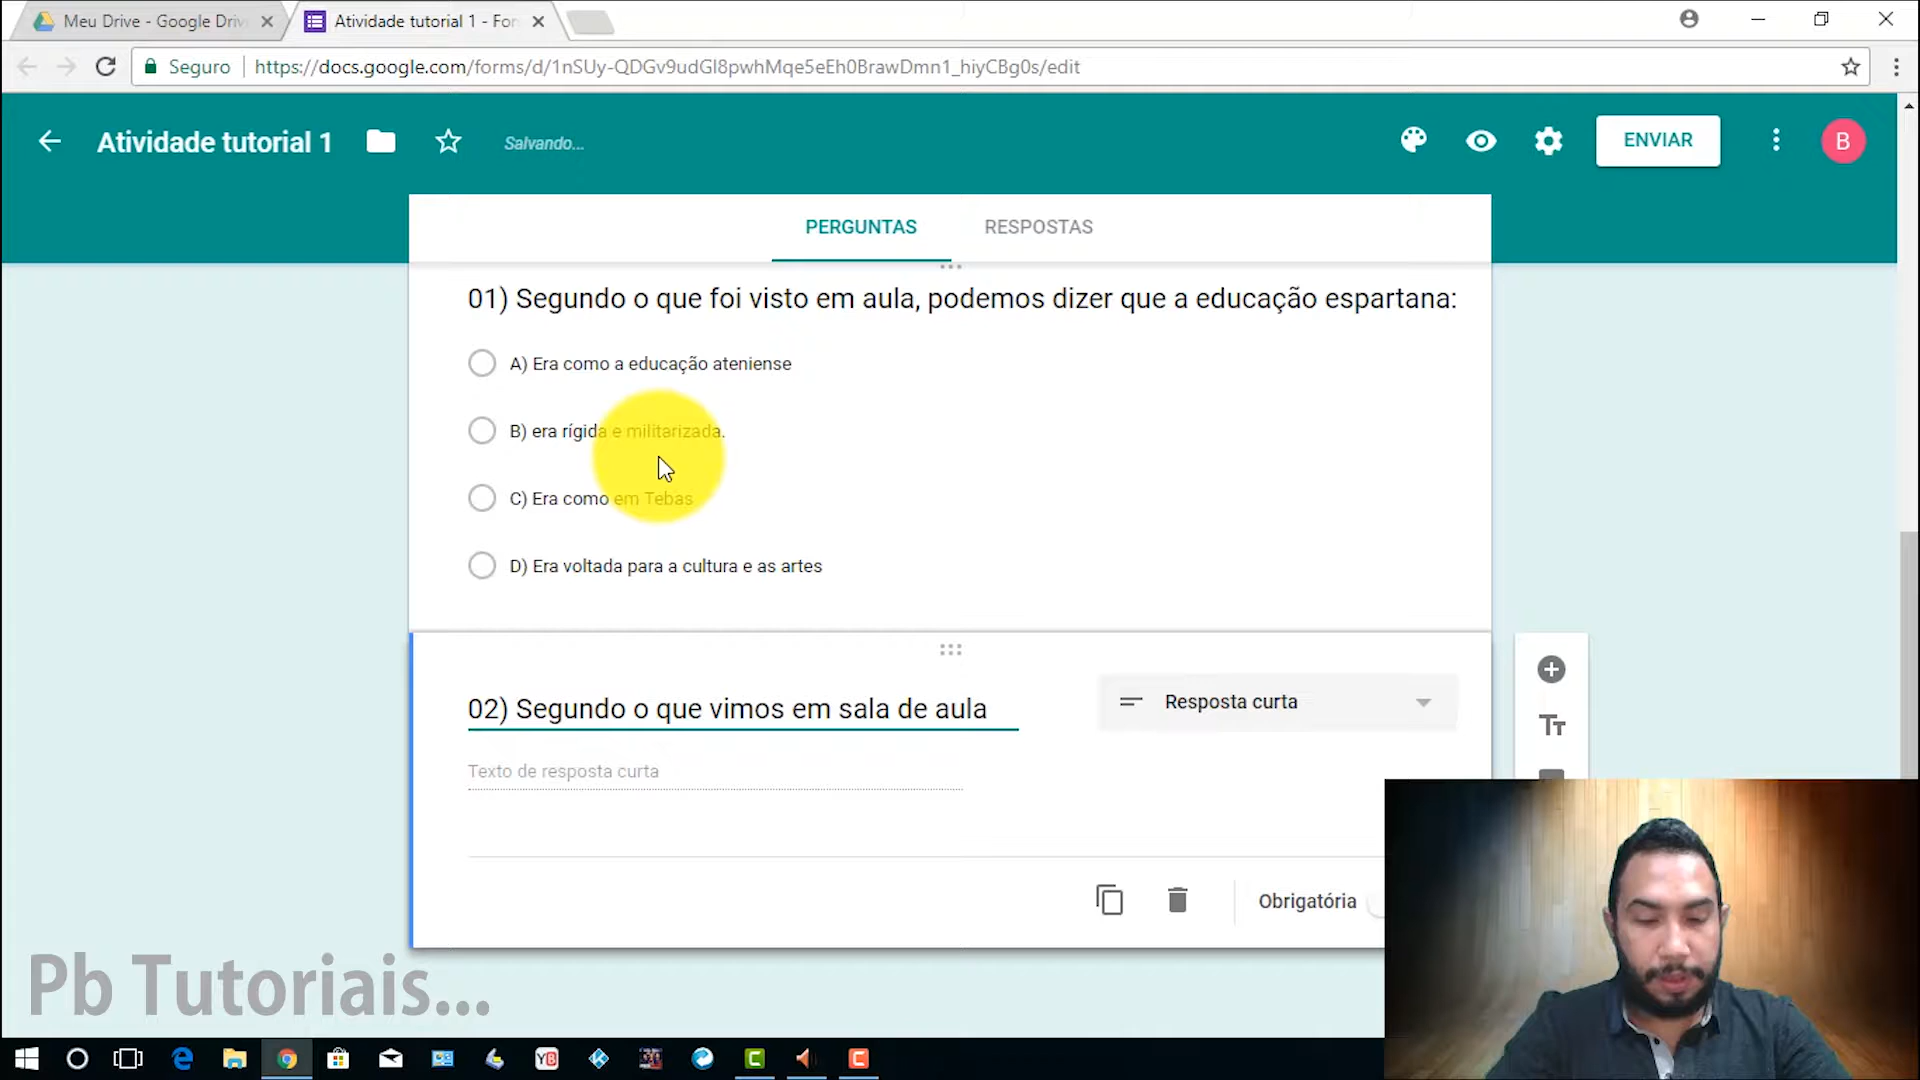 Meu Drive - Google Driv
Atividade tutorial 1 - For
Seguro
https://docs.google.com/forms/d/1nSUy-QDGv9udGl8pwhMqe5eEh0BrawDmn1_hiyCBg0s/edit
Atividade tutorial 1
Salvando...
ENVIAR
B
PERGUNTAS
RESPOSTAS
01) Segundo o que foi visto em aula, podemos dizer que a educação espartana:
A) Era como a educação ateniense
B) era rígida e militarizada.
C) Era como em Tebas
D) Era voltada para a cultura e as artes
02) Segundo o que vimos em sala de aula
Resposta curta
Tт
Texto de resposta curta
Obrigatória
Pb Tutoriais...
YB
C
C